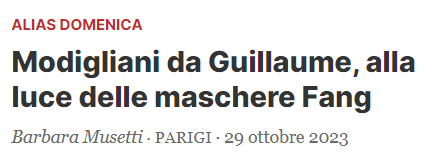 ALIAS DOMENICA
Modigliani da Guillaume, alla
luce delle maschere Fang
Barbara Musetti · PARIGI · 29 ottobre 2023